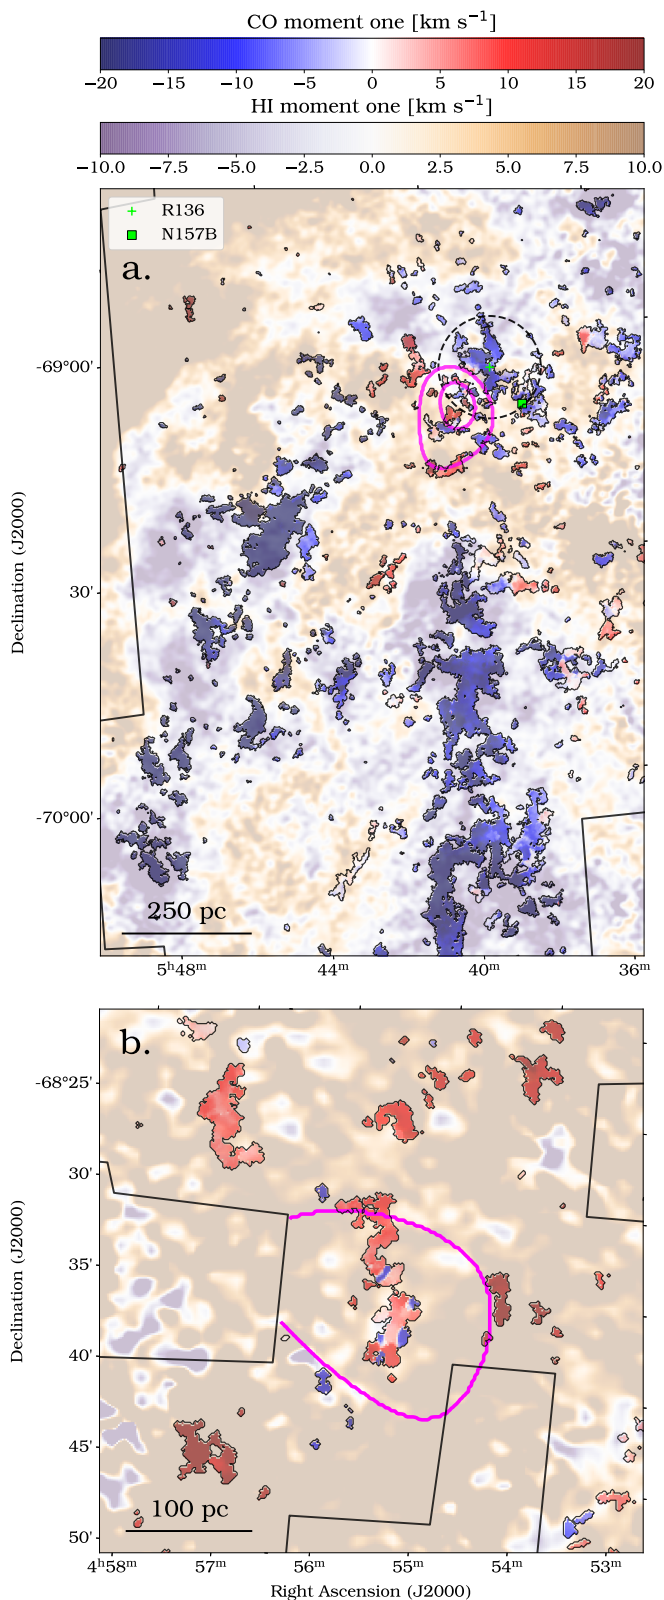 CO moment one [km s⁻¹]
−20 −15 −10 −5 0 5 10 15 20
HI moment one [km s⁻¹]
−10.0 −7.5 −5.0 −2.5 0.0 2.5 5.0 7.5 10.0
R136
N157B
a.
-69°00'
30'
-70°00'
Declination (J2000)
250 pc
5ʰ48ᵐ 44ᵐ 40ᵐ 36ᵐ
b.
-68°25'
30'
35'
40'
45'
50'
Declination (J2000)
100 pc
4ʰ58ᵐ 57ᵐ 56ᵐ 55ᵐ 54ᵐ 53ᵐ
Right Ascension (J2000)